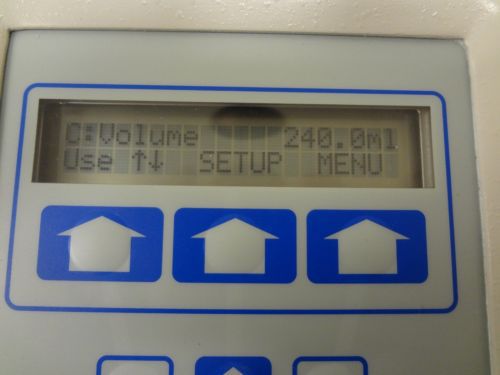 C:Volume 240.0ml
Use ↑↓ SETUP MENU